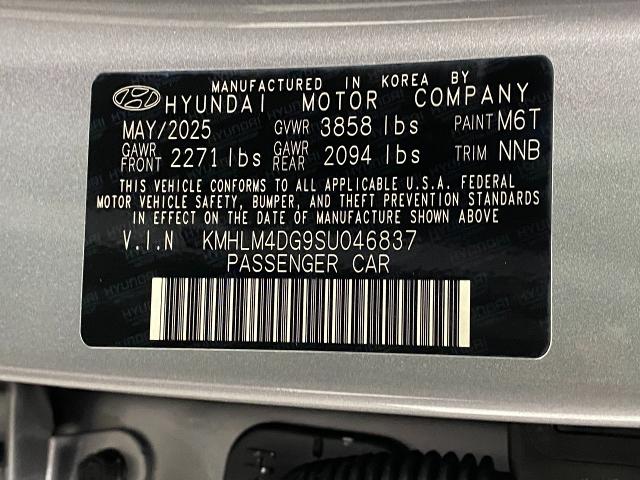 MANUFACTURED IN KOREA BY
HYUNDAI MOTOR COMPANY
MAY/2025 GVWR 3858 lbs PAINT M6T
GAWR FRONT 2271 lbs GAWR REAR 2094 lbs TRIM NNB
THIS VEHICLE CONFORMS TO ALL APPLICABLE U.S.A. FEDERAL
MOTOR VEHICLE SAFETY, BUMPER, AND THEFT PREVENTION STANDARDS
IN EFFECT ON THE DATE OF MANUFACTURE SHOWN ABOVE
V.I.N KMHLM4DG9SU046837
PASSENGER CAR